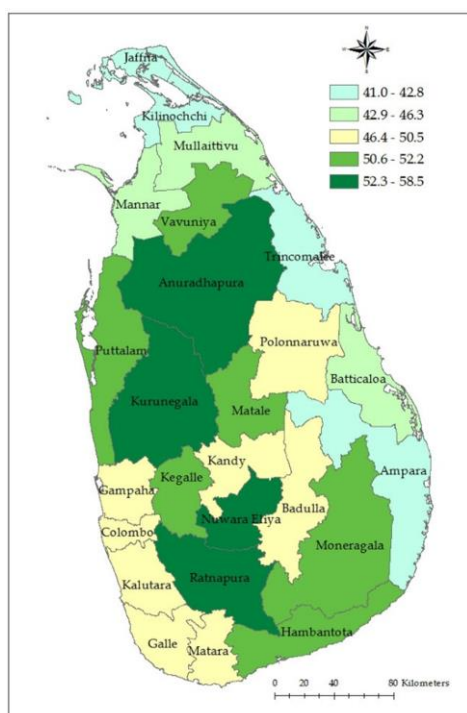 Jaffna
41.0 - 42.8
42.9 - 46.3
46.4 - 50.5
50.6 - 52.2
52.3 - 58.5
Kilinochchi
Mullaittivu
Mannar
Vavuniya
Trincomalee
Anuradhapura
Polonnaruwa
Puttalam
Batticaloa
Kurunegala
Matale
Kandy
Ampara
Kegalle
Gampaha
Badulla
Nuwara Eliya
Colombo
Moneragala
Kalutara
Ratnapura
Hambantota
Galle
Matara
0 20 40 80 Kilometers